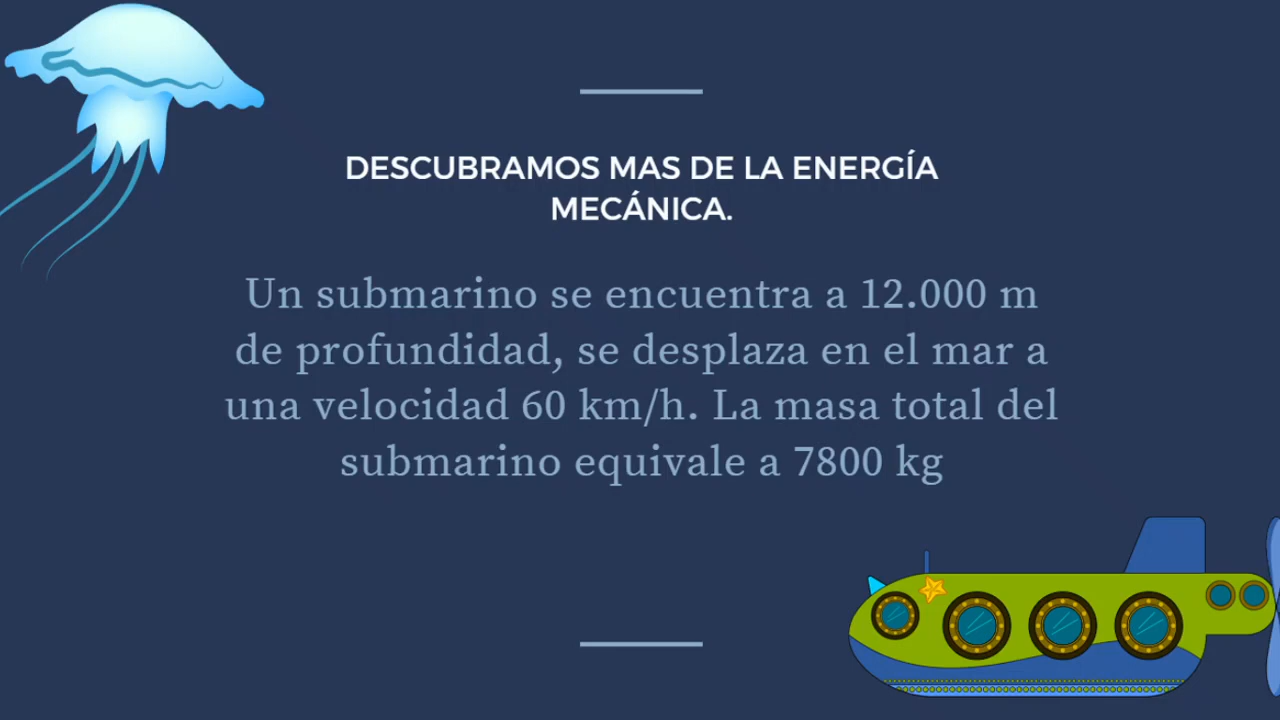 DESCUBRAMOS MAS DE LA ENERGÍA
MECÁNICA.
Un submarino se encuentra a 12.000 m
de profundidad, se desplaza en el mar a
una velocidad 60 km/h. La masa total del
submarino equivale a 7800 kg